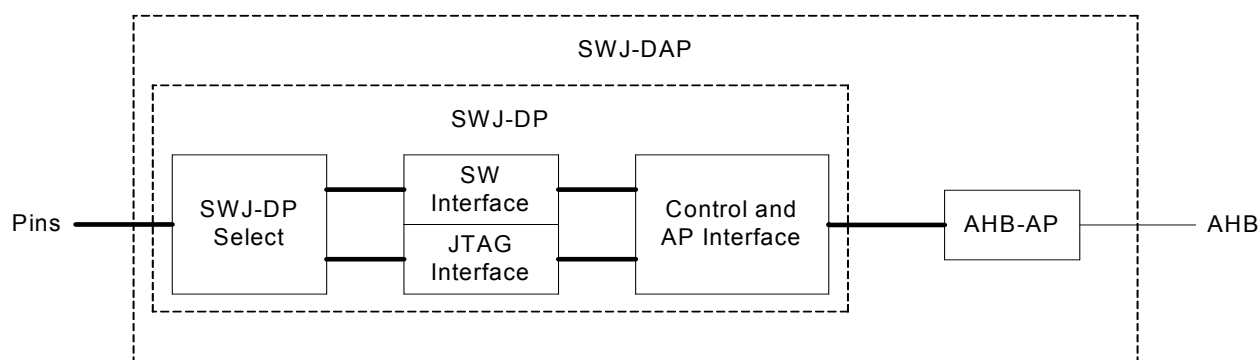 SWJ-DAP
SWJ-DP
Pins
SWJ-DP
Select
SW
Interface
JTAG
Interface
Control and
AP Interface
AHB-AP
AHB